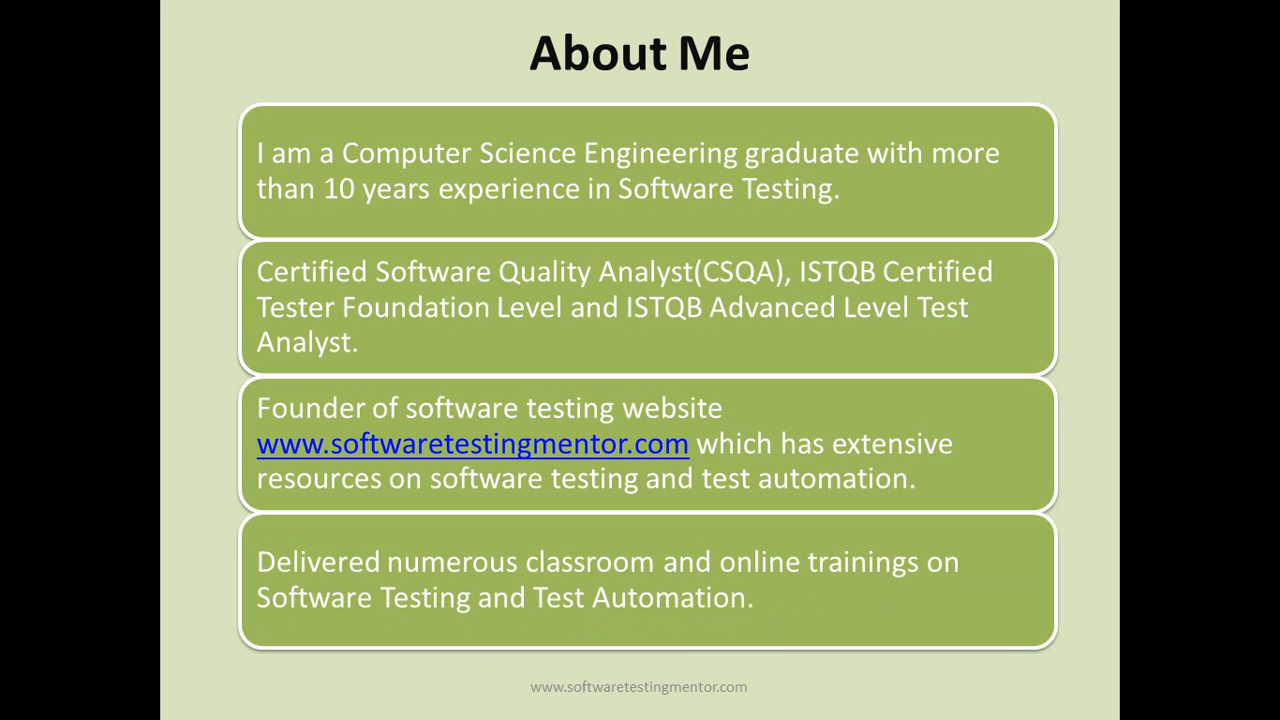 About Me
I am a Computer Science Engineering graduate with more
than 10 years experience in Software Testing.
Certified Software Quality Analyst(CSQA), ISTQB Certified
Tester Foundation Level and ISTQB Advanced Level Test
Analyst.
Founder of software testing website
www.softwaretestingmentor.com which has extensive
resources on software testing and test automation.
Delivered numerous classroom and online trainings on
Software Testing and Test Automation.
www.softwaretestingmentor.com